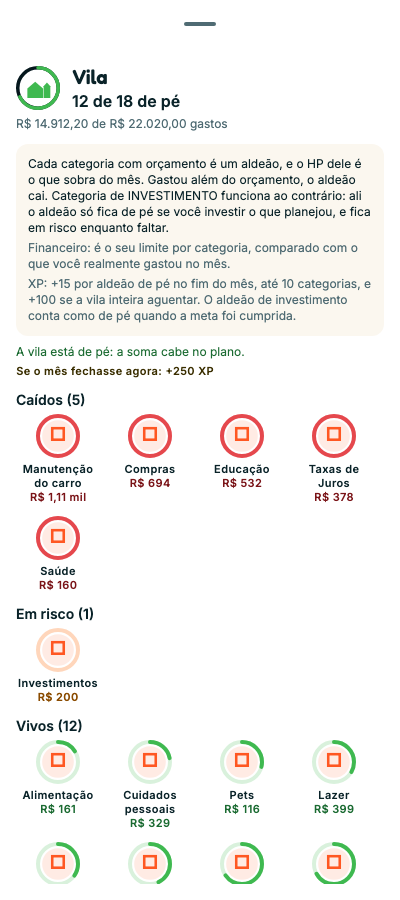 Vila
12 de 18 de pé
R$ 14.912,20 de R$ 22.020,00 gastos
Cada categoria com orçamento é um aldeão, e o HP dele é
o que sobra do mês. Gastou além do orçamento, o aldeão
cai. Categoria de INVESTIMENTO funciona ao contrário: ali
o aldeão só fica de pé se você investir o que planejou, e fica
em risco enquanto faltar.
Financeiro: é o seu limite por categoria, comparado com o
que você realmente gastou no mês.
XP: +15 por aldeão de pé no fim do mês, até 10 categorias, e
+100 se a vila inteira aguentar. O aldeão de investimento
conta como de pé quando a meta foi cumprida.
A vila está de pé: a soma cabe no plano.
Se o mês fechasse agora: +250 XP
Caídos (5)
Manutenção
do carro
R$ 1,11 mil
Compras
R$ 694
Educação
R$ 532
Taxas de
Juros
R$ 378
Saúde
R$ 160
Em risco (1)
Investimentos
R$ 200
Vivos (12)
Alimentação
R$ 161
Cuidados
pessoais
R$ 329
Pets
R$ 116
Lazer
R$ 399